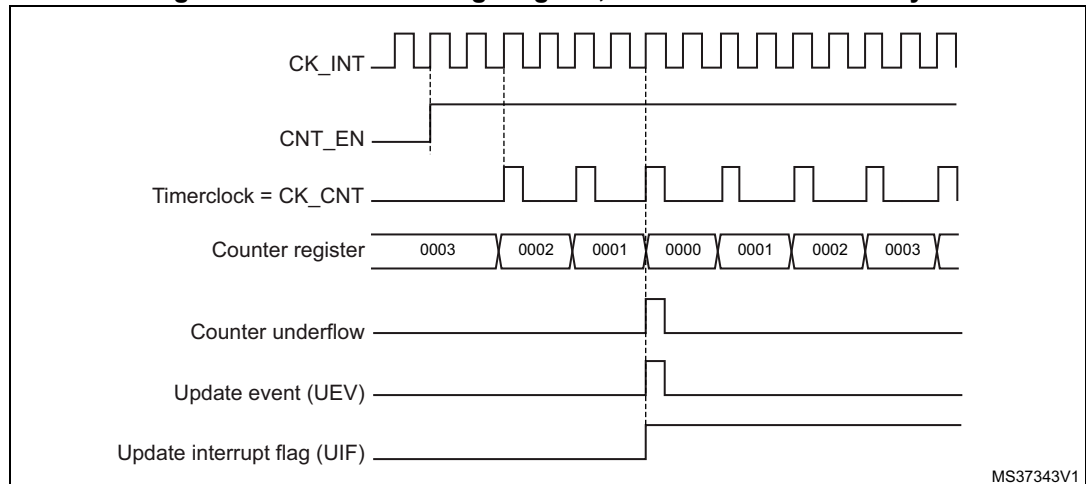 CK_INT
CNT_EN
Timerclock = CK_CNT
Counter register 0003 0002 0001 0000 0001 0002 0003
Counter underflow
Update event (UEV)
Update interrupt flag (UIF)
MS37343V1